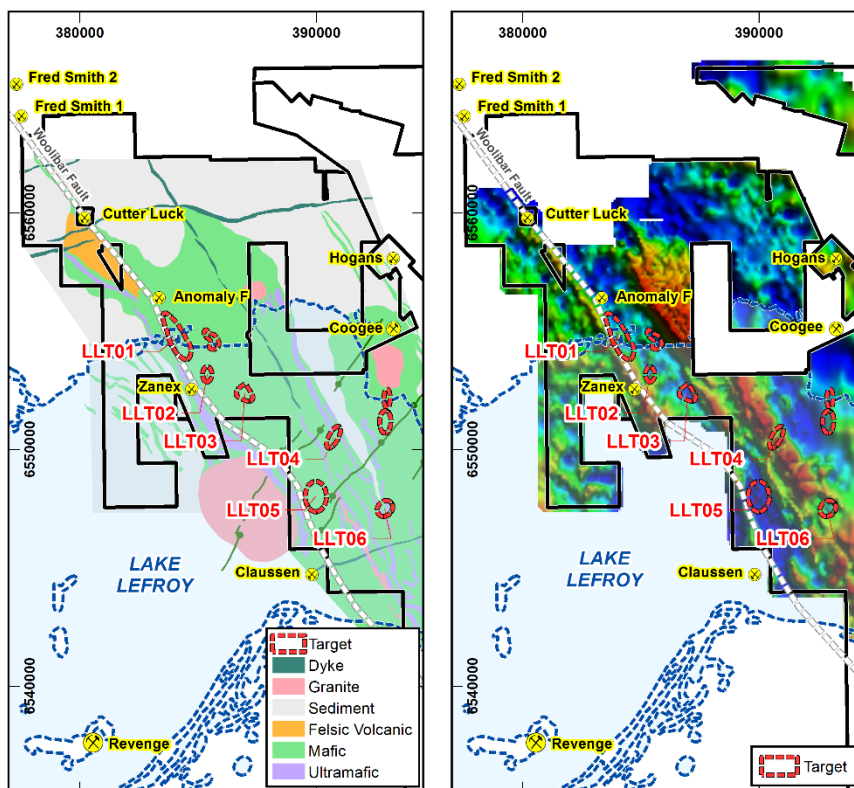 380000
390000
Fred Smith 2
Fred Smith 1
Woolibar Fault
6560000
Cutter Luck
Hogans
Anomaly F
Coogee
LLT01
Zanex
LLT02
LLT03
6550000
LLT04
LLT05
LLT06
LAKE
LEFROY
Claussen
6540000
Revenge
Target
Dyke
Granite
Sediment
Felsic Volcanic
Mafic
Ultramafic
380000
390000
Fred Smith 2
Fred Smith 1
Woolibar Fault
6560000
Cutter Luck
Hogans
Anomaly F
Coogee
LLT01
Zanex
LLT02
LLT03
6550000
LLT04
LLT05
LLT06
LAKE
LEFROY
Claussen
6540000
Revenge
Target